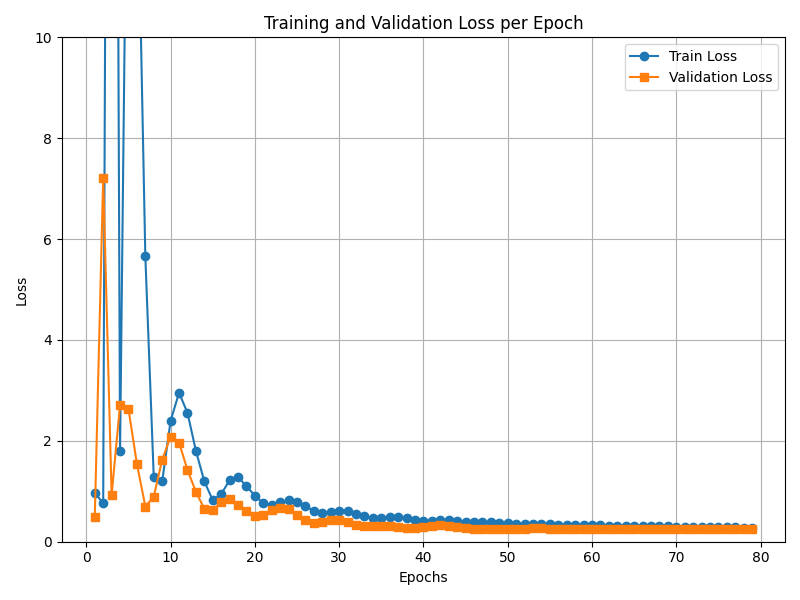 Training and Validation Loss per Epoch
10
8
6
4
2
0
Loss
Train Loss
Validation Loss
0 10 20 30 40 50 60 70 80
Epochs